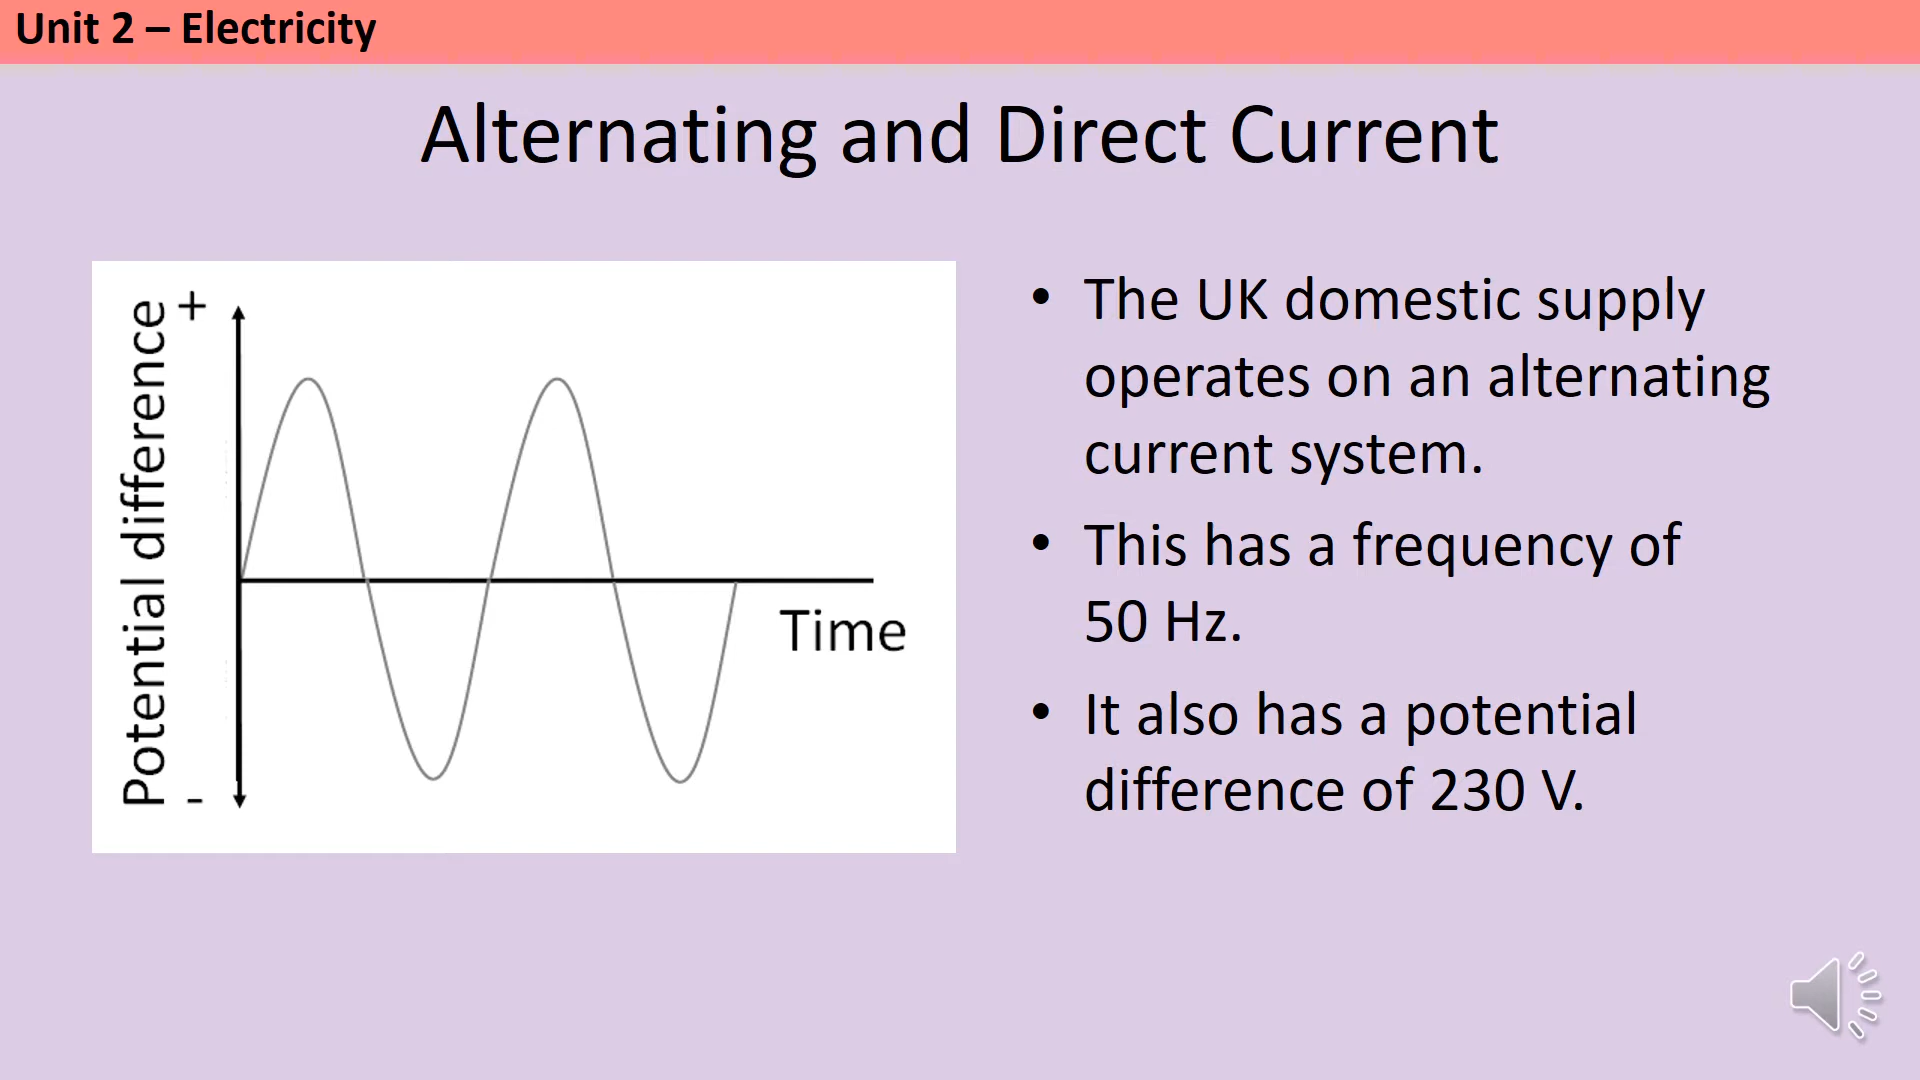 Unit 2 – Electricity
Alternating and Direct Current
Potential difference
+
-
Time
• The UK domestic supply
operates on an alternating
current system.
• This has a frequency of
50 Hz.
• It also has a potential
difference of 230 V.